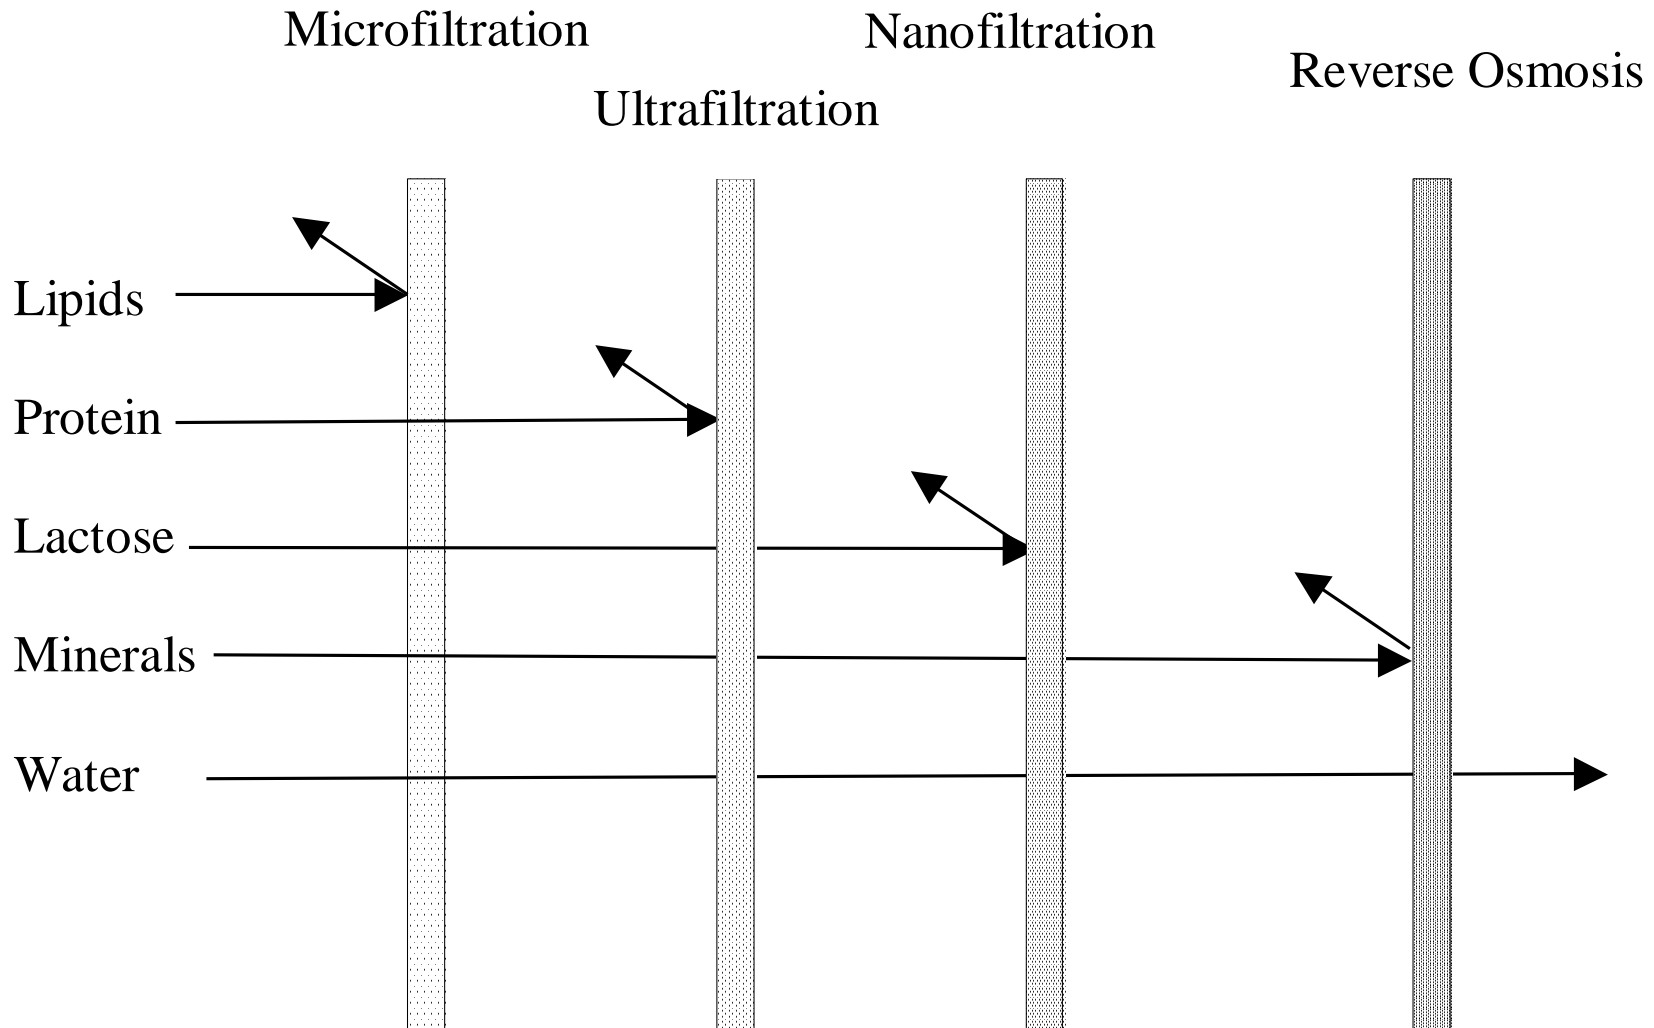 Microfiltration
Nanofiltration
Reverse Osmosis
Ultrafiltration
Lipids
Protein
Lactose
Minerals
Water